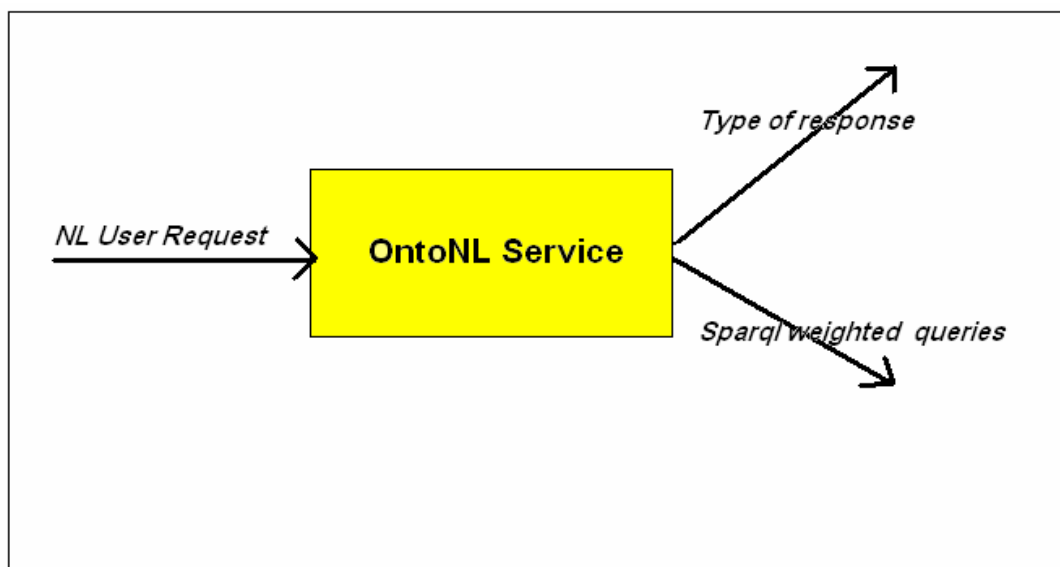 Type of response
NL User Request
OntoNL Service
Sparql weighted queries